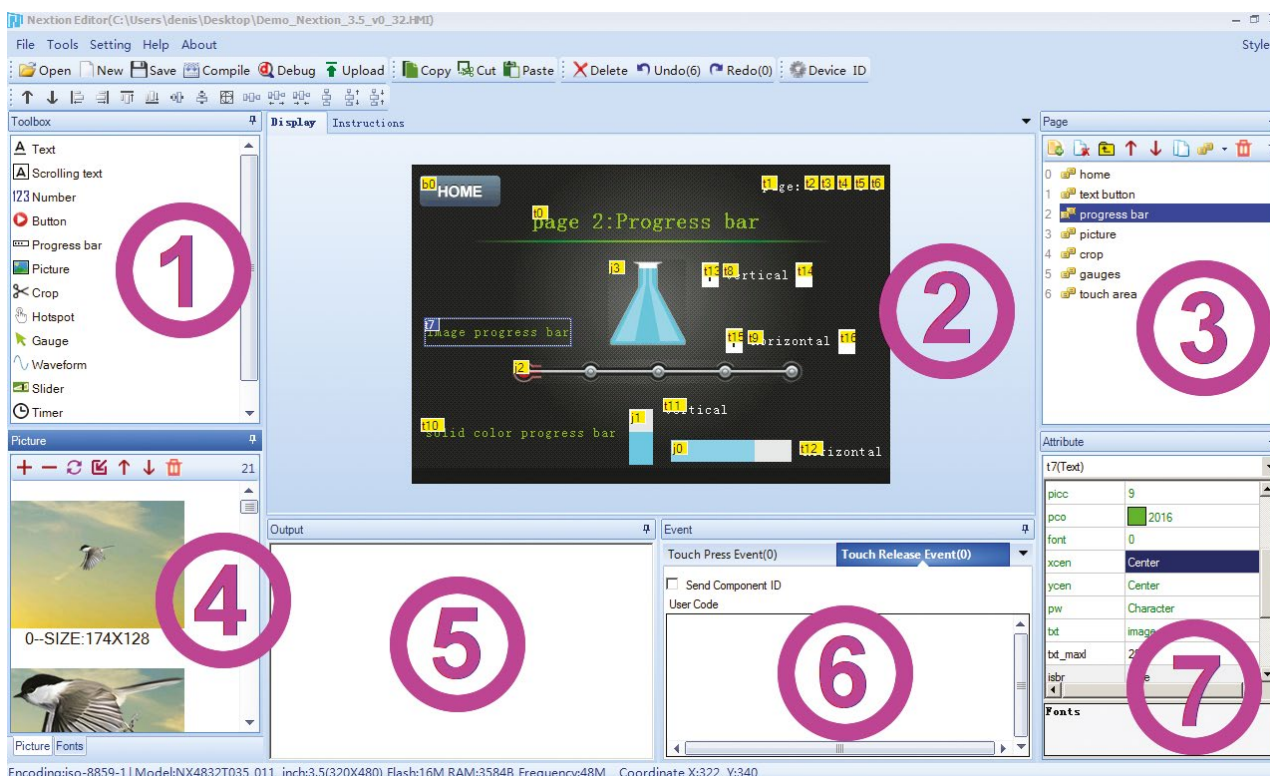 Nextion Editor(C:\Users\denis\Desktop\Demo_Nextion_3.5_v0_32.HMI)
File Tools Setting Help About Style
Open New Save Compile Debug Upload Copy Cut Paste Delete Undo(6) Redo(0) Device ID
Toolbox
A Text
A Scrolling text
123 Number
Button
Progress bar
Picture
Crop
Hotspot
Gauge
Waveform
Slider
Timer
1
Display Instructions
b0 HOME
t1 ge: t2 t3 t4 t5 t6
t0
page 2:Progress bar
j3
t13 t8 rtical t14
t7
image progress bar
t15 t9 orizontal t16
j2
t11
rtical
j1
t10
solid color progress bar
j0
t12 rizontal
2
Page
0 home
1 text button
2 progress bar
3 picture
4 crop
5 gauges
6 touch area
3
Picture
21
0--SIZE:174X128
4
Picture Fonts
Output
5
Event
Touch Press Event(0) Touch Release Event(0)
Send Component ID
User Code
6
Attribute
t7(Text)
picc 9
pco 2016
font 0
xcen Center
ycen Center
pw Character
txt image
txt_maxl
isbr
7
Fonts
Encoding:iso-8859-1 | Model:NX4832T035_011 inch:3.5(320X480) Flash:16M RAM:3584B Frequency:48M Coordinate X:322 Y:340